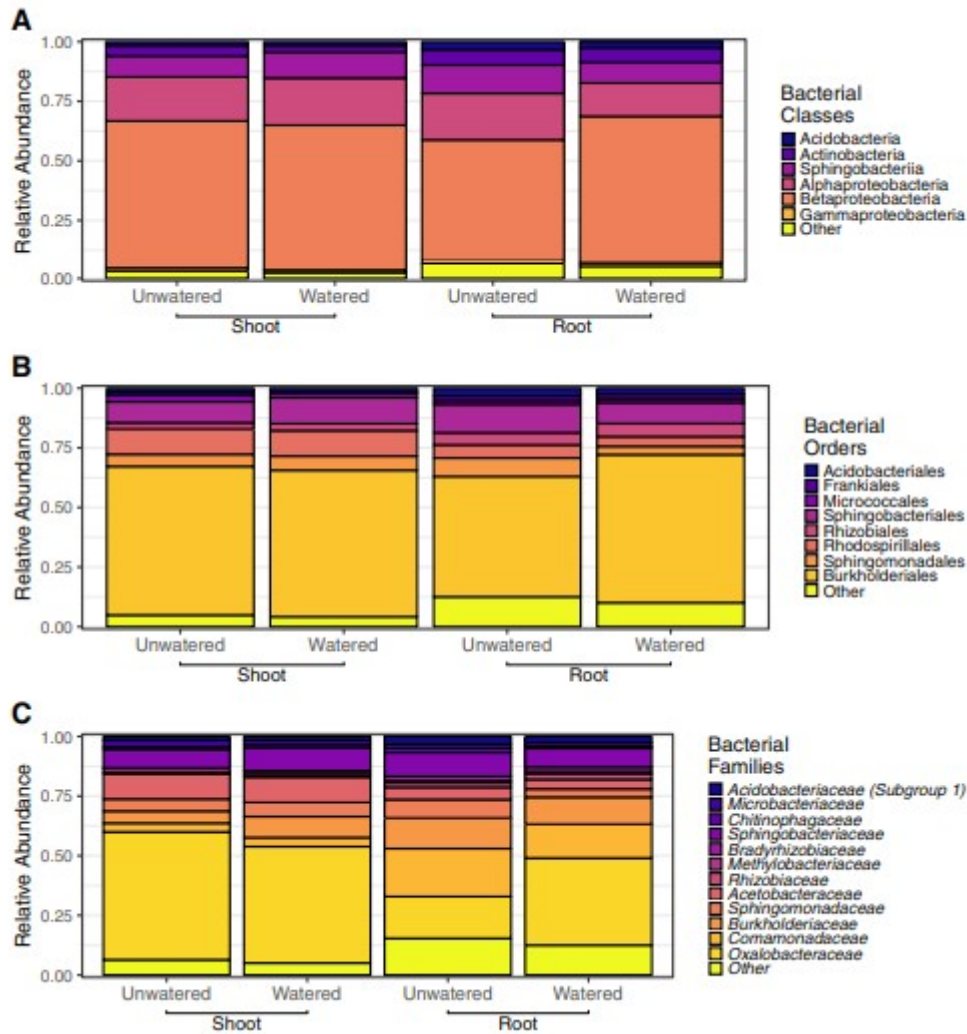 A
1.00
0.75
0.50
0.25
0.00
Relative Abundance
Unwatered Watered Unwatered Watered
Shoot Root
Bacterial
Classes
Acidobacteria
Actinobacteria
Sphingobacteriia
Alphaproteobacteria
Betaproteobacteria
Gammaproteobacteria
Other
B
1.00
0.75
0.50
0.25
0.00
Relative Abundance
Unwatered Watered Unwatered Watered
Shoot Root
Bacterial
Orders
Acidobacteriales
Frankiales
Micrococcales
Sphingobacteriales
Rhizobiales
Rhodospirillales
Sphingomonadales
Burkholderiales
Other
C
1.00
0.75
0.50
0.25
0.00
Relative Abundance
Unwatered Watered Unwatered Watered
Shoot Root
Bacterial
Families
Acidobacteriaceae (Subgroup 1)
Microbacteriaceae
Chitinophagaceae
Sphingobacteriaceae
Bradyrhizobiaceae
Methylobacteriaceae
Rhizobiaceae
Acetobacteraceae
Sphingomonadaceae
Burkholderiaceae
Comamonadaceae
Oxalobacteraceae
Other